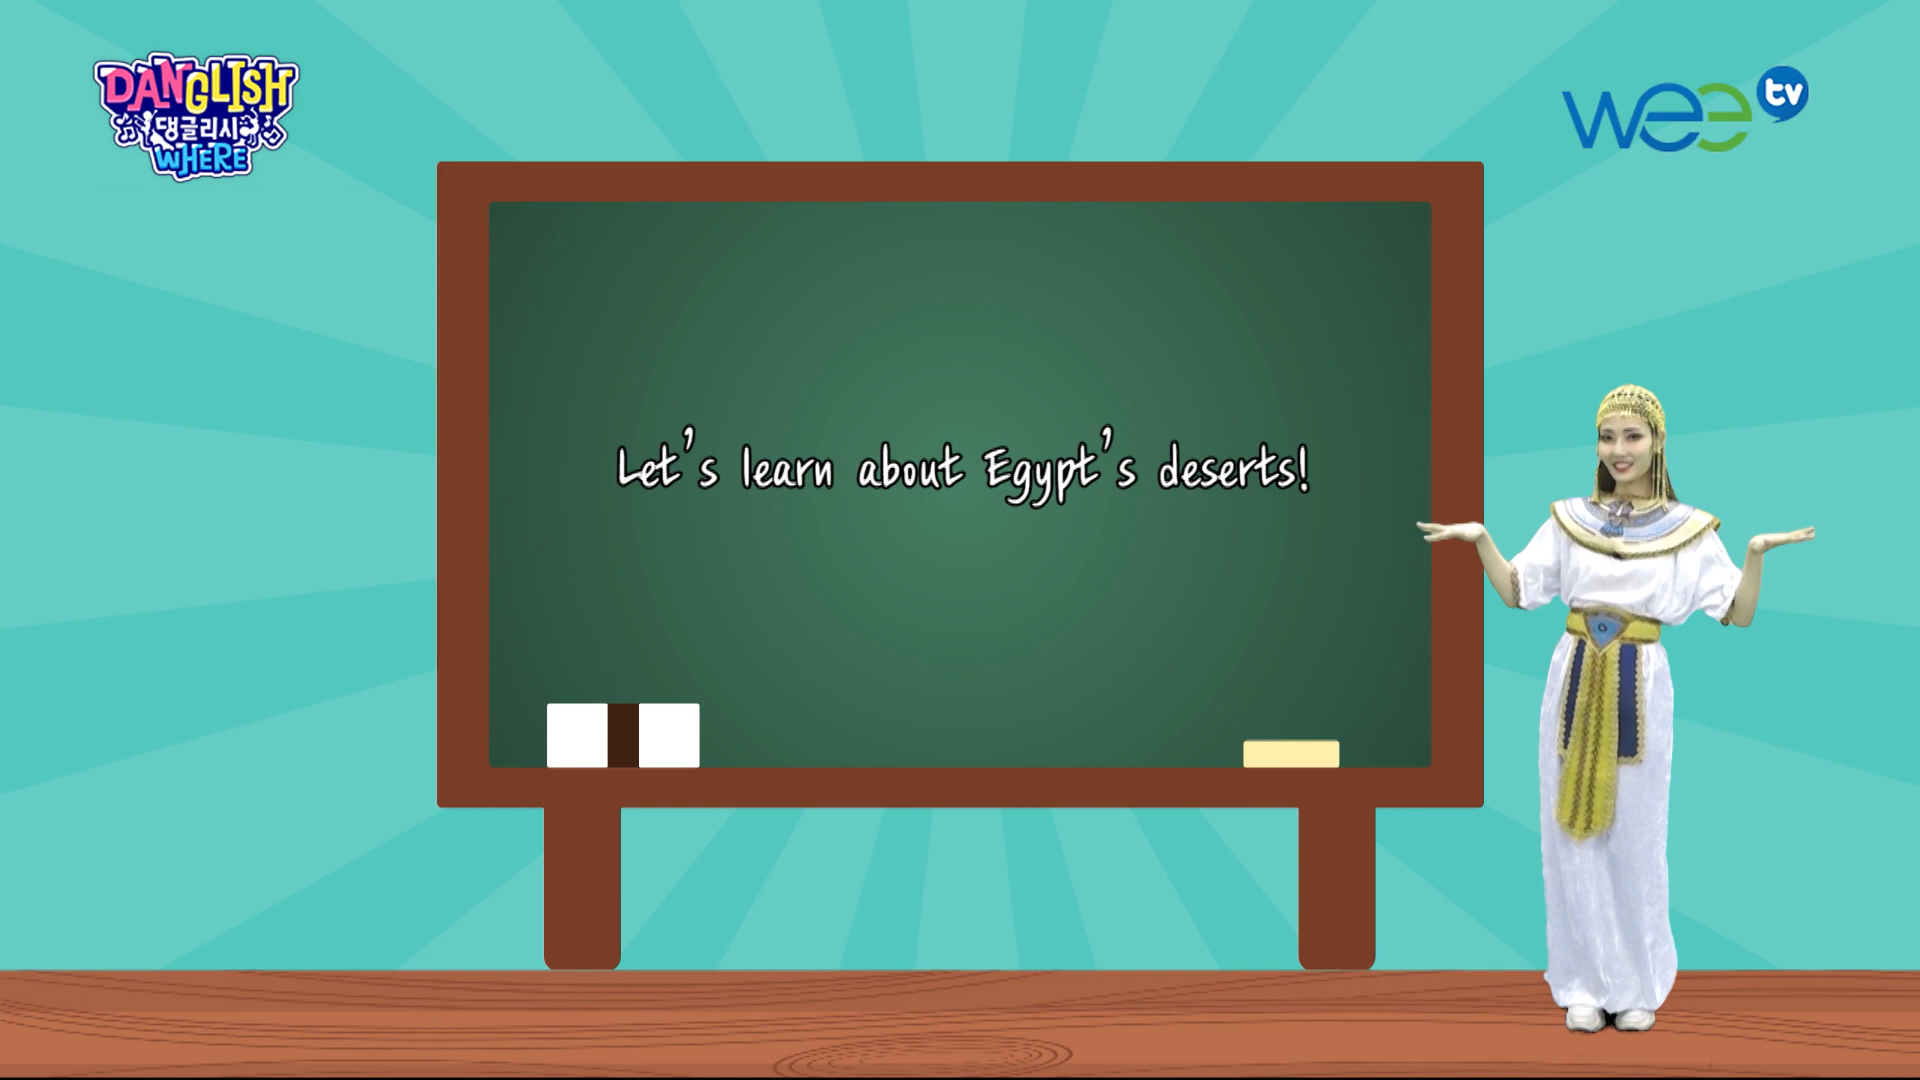 DANGLISH
댕글리시
WHERE
wee tv
Let's learn about Egypt's deserts!